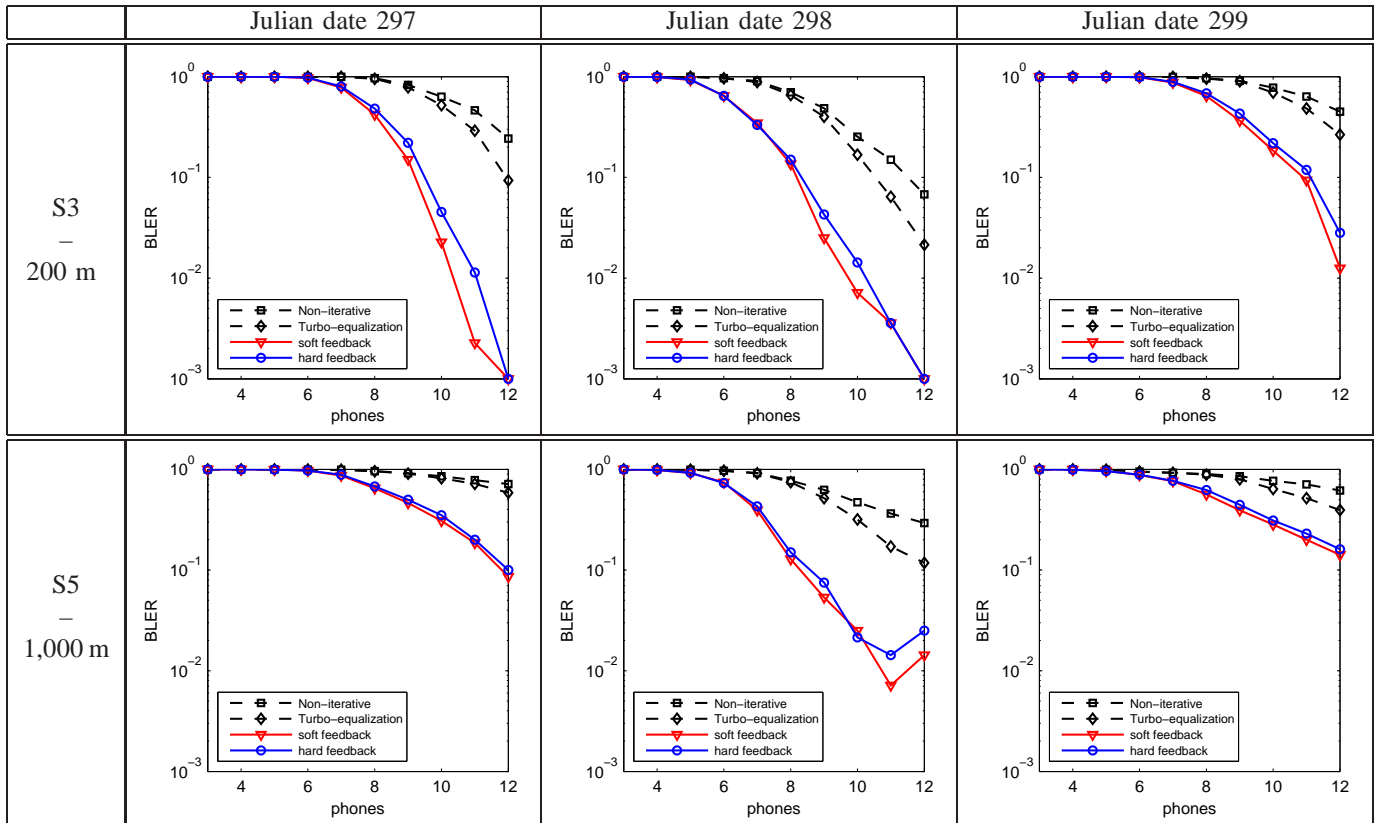 Julian date 297 Julian date 298 Julian date 299
S3
–
200 m
10^0
10^−1
10^−2
10^−3
BLER
4 6 8 10 12
phones
Non−iterative
Turbo−equalization
soft feedback
hard feedback
10^0
10^−1
10^−2
10^−3
BLER
4 6 8 10 12
phones
Non−iterative
Turbo−equalization
soft feedback
hard feedback
10^0
10^−1
10^−2
10^−3
BLER
4 6 8 10 12
phones
Non−iterative
Turbo−equalization
soft feedback
hard feedback
S5
–
1,000 m
10^0
10^−1
10^−2
10^−3
BLER
4 6 8 10 12
phones
Non−iterative
Turbo−equalization
soft feedback
hard feedback
10^0
10^−1
10^−2
10^−3
BLER
4 6 8 10 12
phones
Non−iterative
Turbo−equalization
soft feedback
hard feedback
10^0
10^−1
10^−2
10^−3
BLER
4 6 8 10 12
phones
Non−iterative
Turbo−equalization
soft feedback
hard feedback